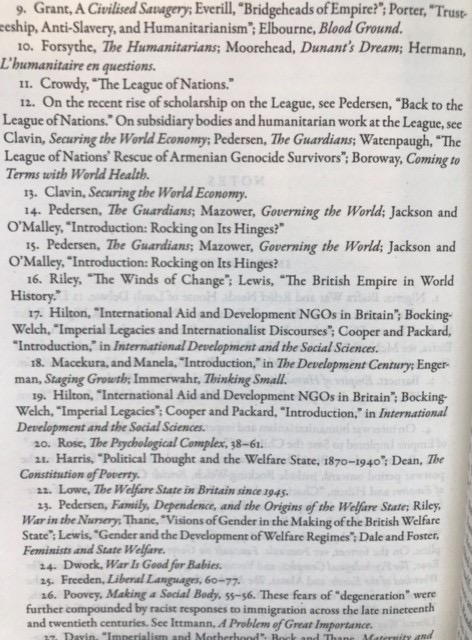 9. Grant, A Civilised Savagery; Everill, “Bridgeheads of Empire?”; Porter, “Trust-
eeship, Anti-Slavery, and Humanitarianism”; Elbourne, Blood Ground.
10. Forsythe, The Humanitarians; Moorehead, Dunant’s Dream; Hermann,
L’humanitaire en questions.
11. Crowdy, “The League of Nations.”
12. On the recent rise of scholarship on the League, see Pedersen, “Back to the
League of Nations.” On subsidiary bodies and humanitarian work at the League, see
Clavin, Securing the World Economy; Pedersen, The Guardians; Watenpaugh, “The
League of Nations’ Rescue of Armenian Genocide Survivors”; Boroway, Coming to
Terms with World Health.
13. Clavin, Securing the World Economy.
14. Pedersen, The Guardians; Mazower, Governing the World; Jackson and
O’Malley, “Introduction: Rocking on Its Hinges?”
15. Pedersen, The Guardians; Mazower, Governing the World; Jackson and
O’Malley, “Introduction: Rocking on Its Hinges?
16. Riley, “The Winds of Change”; Lewis, “The British Empire in World
History.”
17. Hilton, “International Aid and Development NGOs in Britain”; Bocking-
Welch, “Imperial Legacies and Internationalist Discourses”; Cooper and Packard,
“Introduction,” in International Development and the Social Sciences.
18. Macekura, and Manela, “Introduction,” in The Development Century; Enger-
man, Staging Growth; Immerwahr, Thinking Small.
19. Hilton, “International Aid and Development NGOs in Britain”; Bocking-
Welch, “Imperial Legacies”; Cooper and Packard, “Introduction,” in International
Development and the Social Sciences.
20. Rose, The Psychological Complex, 38–61.
21. Harris, “Political Thought and the Welfare State, 1870–1940”; Dean, The
Constitution of Poverty.
22. Lowe, The Welfare State in Britain since 1945.
23. Pedersen, Family, Dependence, and the Origins of the Welfare State; Riley,
War in the Nursery; Thane, “Visions of Gender in the Making of the British Welfare
State”; Lewis, “Gender and the Development of Welfare Regimes”; Dale and Foster,
Feminists and State Welfare.
24. Dwork, War Is Good for Babies.
25. Freeden, Liberal Languages, 60–77.
26. Poovey, Making a Social Body, 55–56. These fears of “degeneration” were
further compounded by racist responses to immigration across the late nineteenth
and twentieth centuries. See Ittmann, A Problem of Great Importance.
27. Davin, “Imperialism and Motherhood”; Bock and Thane, Maternity and